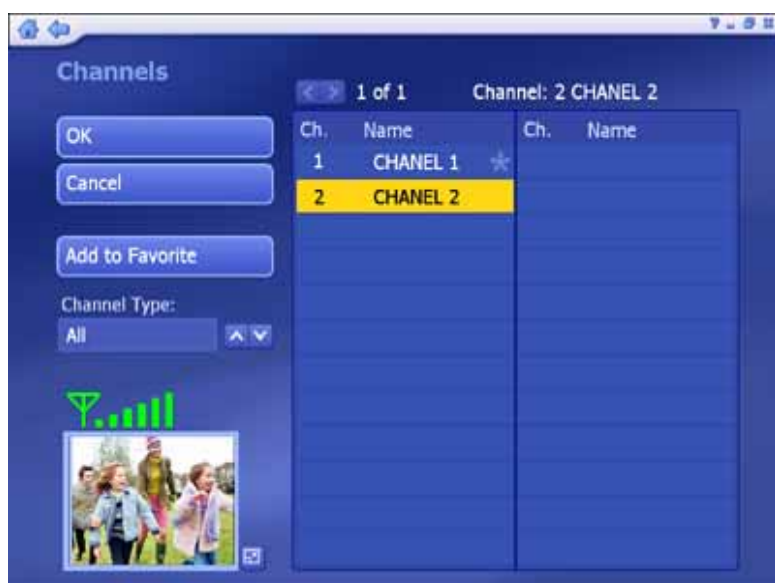 Channels
1 of 1 Channel: 2 CHANEL 2
OK
Cancel
Add to Favorite
Channel Type:
All
Ch. Name Ch. Name
1 CHANEL 1
2 CHANEL 2